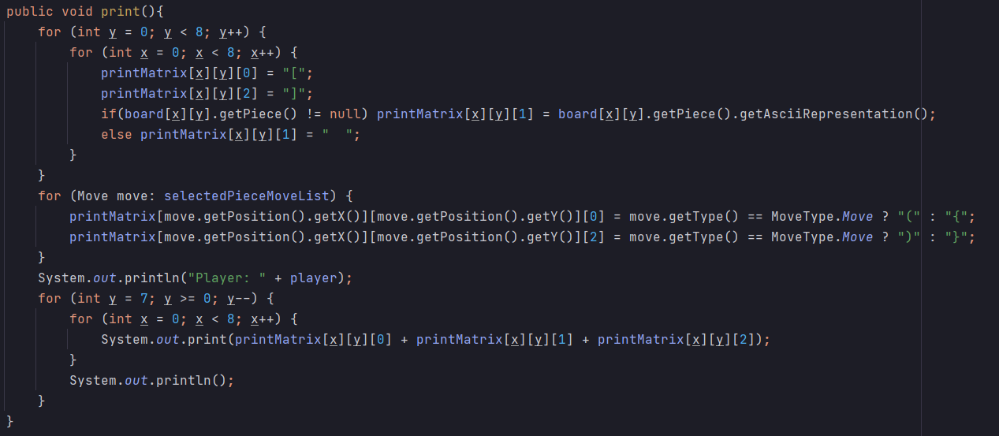 public void print(){
    for (int y = 0; y < 8; y++) {
        for (int x = 0; x < 8; x++) {
            printMatrix[x][y][0] = "[";
            printMatrix[x][y][2] = "]";
            if(board[x][y].getPiece() != null) printMatrix[x][y][1] = board[x][y].getPiece().getAsciiRepresentation();
            else printMatrix[x][y][1] = "  ";
        }
    }
    for (Move move: selectedPieceMoveList) {
        printMatrix[move.getPosition().getX()][move.getPosition().getY()][0] = move.getType() == MoveType.Move ? "(" : "{";
        printMatrix[move.getPosition().getX()][move.getPosition().getY()][2] = move.getType() == MoveType.Move ? ")" : "}";
    }
    System.out.println("Player: " + player);
    for (int y = 7; y >= 0; y--) {
        for (int x = 0; x < 8; x++) {
            System.out.print(printMatrix[x][y][0] + printMatrix[x][y][1] + printMatrix[x][y][2]);
        }
        System.out.println();
    }
}